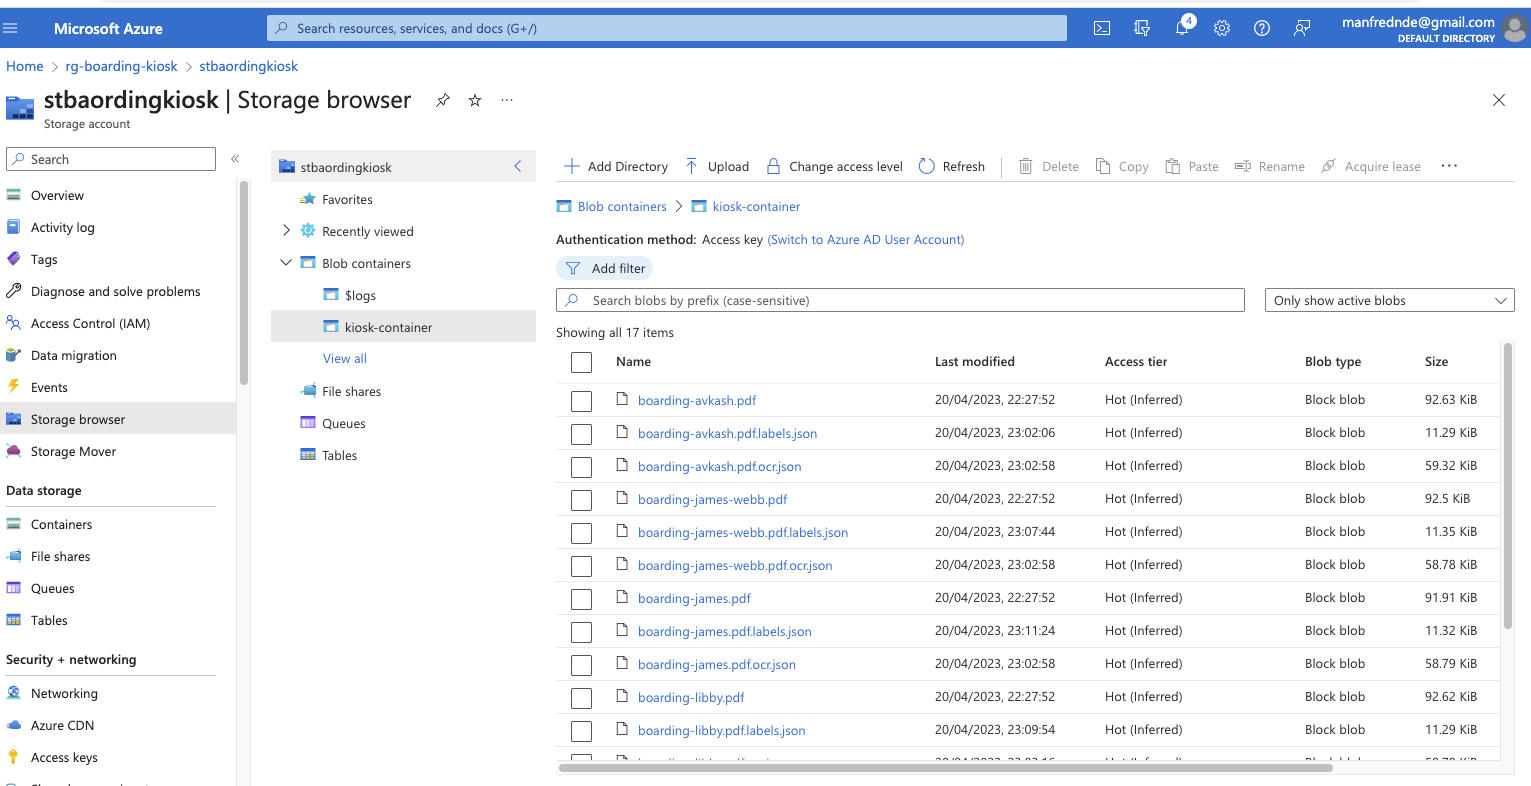 Microsoft Azure
Search resources, services, and docs (G+/)
4
manfrednde@gmail.com
DEFAULT DIRECTORY
Home > rg-boarding-kiosk > stbaordingkiosk
stbaordingkiosk | Storage browser
Storage account
Search
Overview
Activity log
Tags
Diagnose and solve problems
Access Control (IAM)
Data migration
Events
Storage browser
Storage Mover
Data storage
Containers
File shares
Queues
Tables
Security + networking
Networking
Azure CDN
Access keys
stbaordingkiosk
Favorites
Recently viewed
Blob containers
$logs
kiosk-container
View all
File shares
Queues
Tables
Add Directory Upload Change access level Refresh Delete Copy Paste Rename Acquire lease
Blob containers > kiosk-container
Authentication method: Access key (Switch to Azure AD User Account)
Add filter
Search blobs by prefix (case-sensitive) Only show active blobs
Showing all 17 items
Name Last modified Access tier Blob type Size
boarding-avkash.pdf 20/04/2023, 22:27:52 Hot (Inferred) Block blob 92.63 KiB
boarding-avkash.pdf.labels.json 20/04/2023, 23:02:06 Hot (Inferred) Block blob 11.29 KiB
boarding-avkash.pdf.ocr.json 20/04/2023, 23:02:58 Hot (Inferred) Block blob 59.32 KiB
boarding-james-webb.pdf 20/04/2023, 22:27:52 Hot (Inferred) Block blob 92.5 KiB
boarding-james-webb.pdf.labels.json 20/04/2023, 23:07:44 Hot (Inferred) Block blob 11.35 KiB
boarding-james-webb.pdf.ocr.json 20/04/2023, 23:02:58 Hot (Inferred) Block blob 58.78 KiB
boarding-james.pdf 20/04/2023, 22:27:52 Hot (Inferred) Block blob 91.91 KiB
boarding-james.pdf.labels.json 20/04/2023, 23:11:24 Hot (Inferred) Block blob 11.32 KiB
boarding-james.pdf.ocr.json 20/04/2023, 23:02:58 Hot (Inferred) Block blob 58.79 KiB
boarding-libby.pdf 20/04/2023, 22:27:52 Hot (Inferred) Block blob 92.62 KiB
boarding-libby.pdf.labels.json 20/04/2023, 23:09:54 Hot (Inferred) Block blob 11.29 KiB